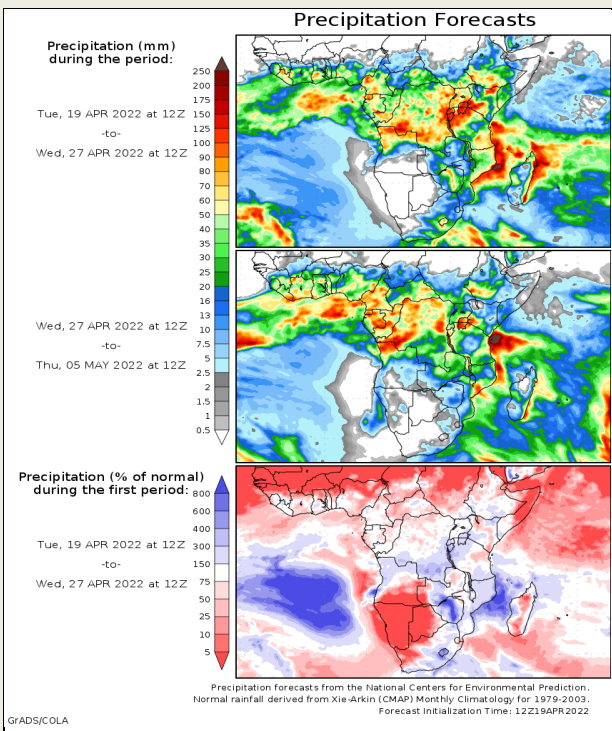 Precipitation Forecasts
Precipitation (mm)
during the period:
Tue, 19 APR 2022 at 12Z
-to-
Wed, 27 APR 2022 at 12Z
250
200
175
150
125
100
90
80
70
60
50
40
35
30
25
20
16
13
10
7.5
5
2.5
2
1.5
1
0.5
Wed, 27 APR 2022 at 12Z
-to-
Thu, 05 MAY 2022 at 12Z
Precipitation (% of normal)
during the first period:
Tue, 19 APR 2022 at 12Z
-to-
Wed, 27 APR 2022 at 12Z
800
600
400
300
150
75
50
25
10
5
Precipitation forecasts from the National Centers for Environmental Prediction.
Normal rainfall derived from Xie-Arkin (CMAP) Monthly Climatology for 1979-2003.
Forecast Initialization Time: 12Z19APR2022
GrADS/COLA